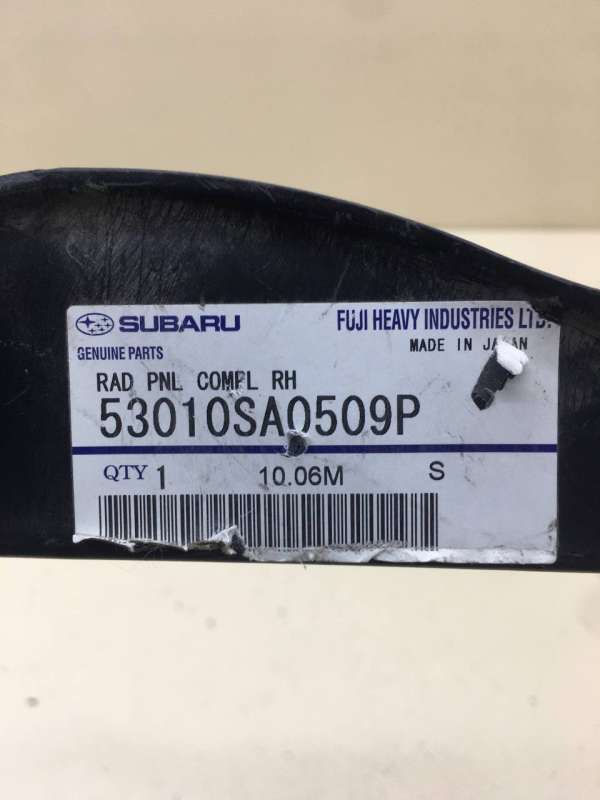 SUBARU
FUJI HEAVY INDUSTRIES LTD.
GENUINE PARTS
MADE IN JAPAN
RAD PNL COMPL RH
53010SA0509P
QTY 1 10.06M S